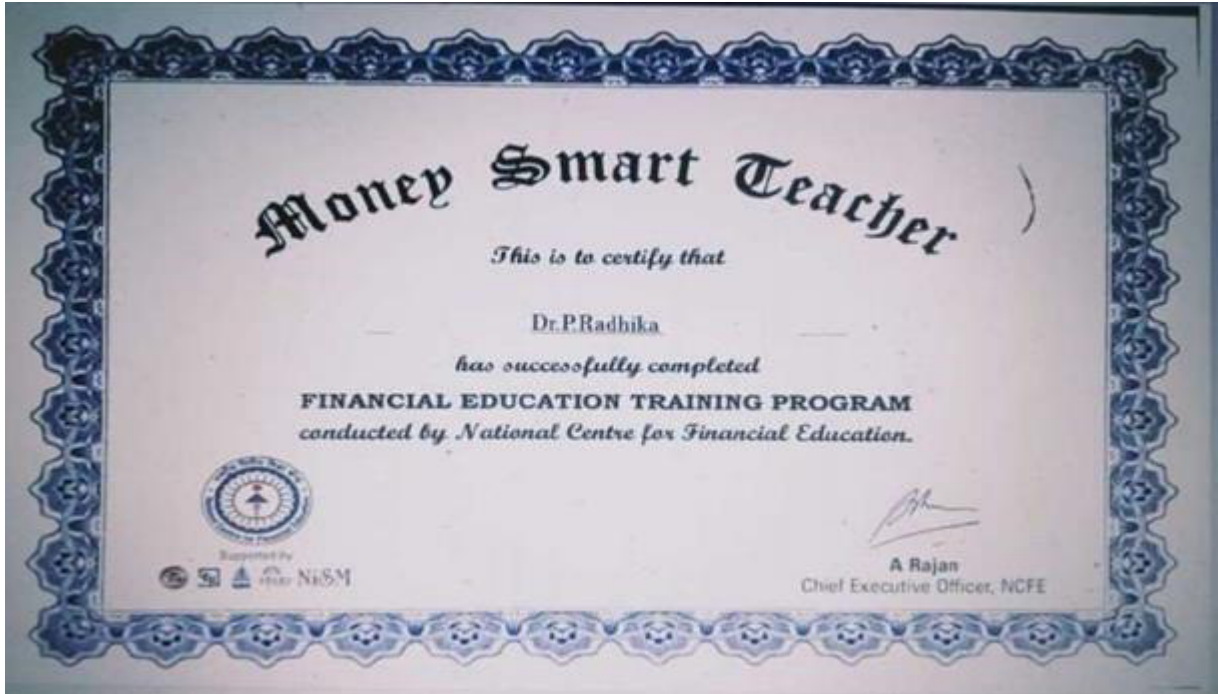 Money Smart Teacher
This is to certify that
Dr.P.Radhika
has successfully completed
FINANCIAL EDUCATION TRAINING PROGRAM
conducted by National Centre for Financial Education.
Supported by
NiSM
A Rajan
Chief Executive Officer, NCFE